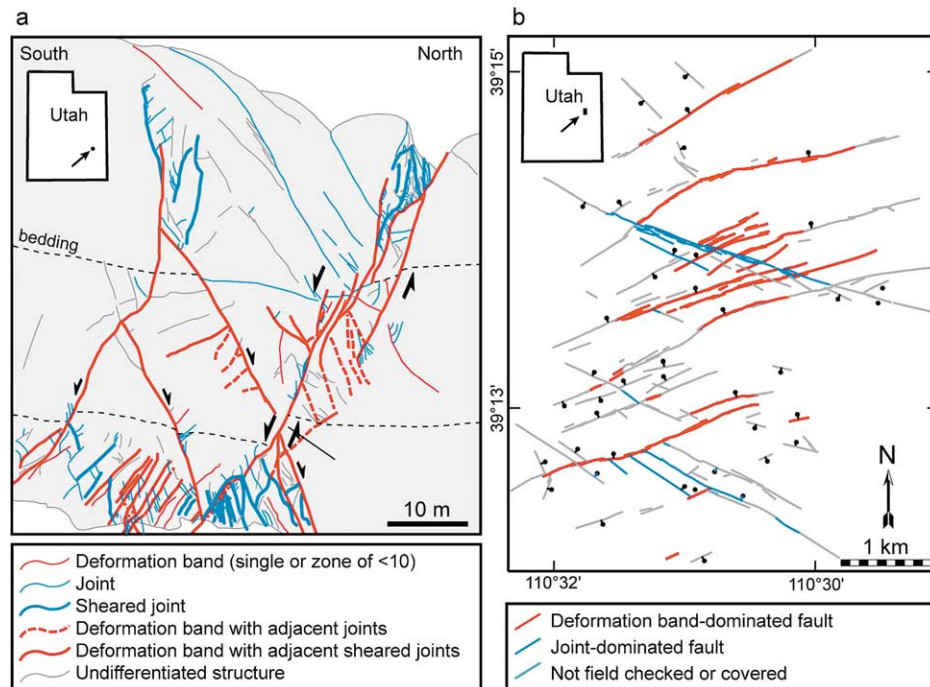 a
South
North
Utah
bedding
10 m
Deformation band (single or zone of <10)
Joint
Sheared joint
Deformation band with adjacent joints
Deformation band with adjacent sheared joints
Undifferentiated structure
b
39°15'
Utah
39°13'
N
1 km
110°32'
110°30'
Deformation band-dominated fault
Joint-dominated fault
Not field checked or covered